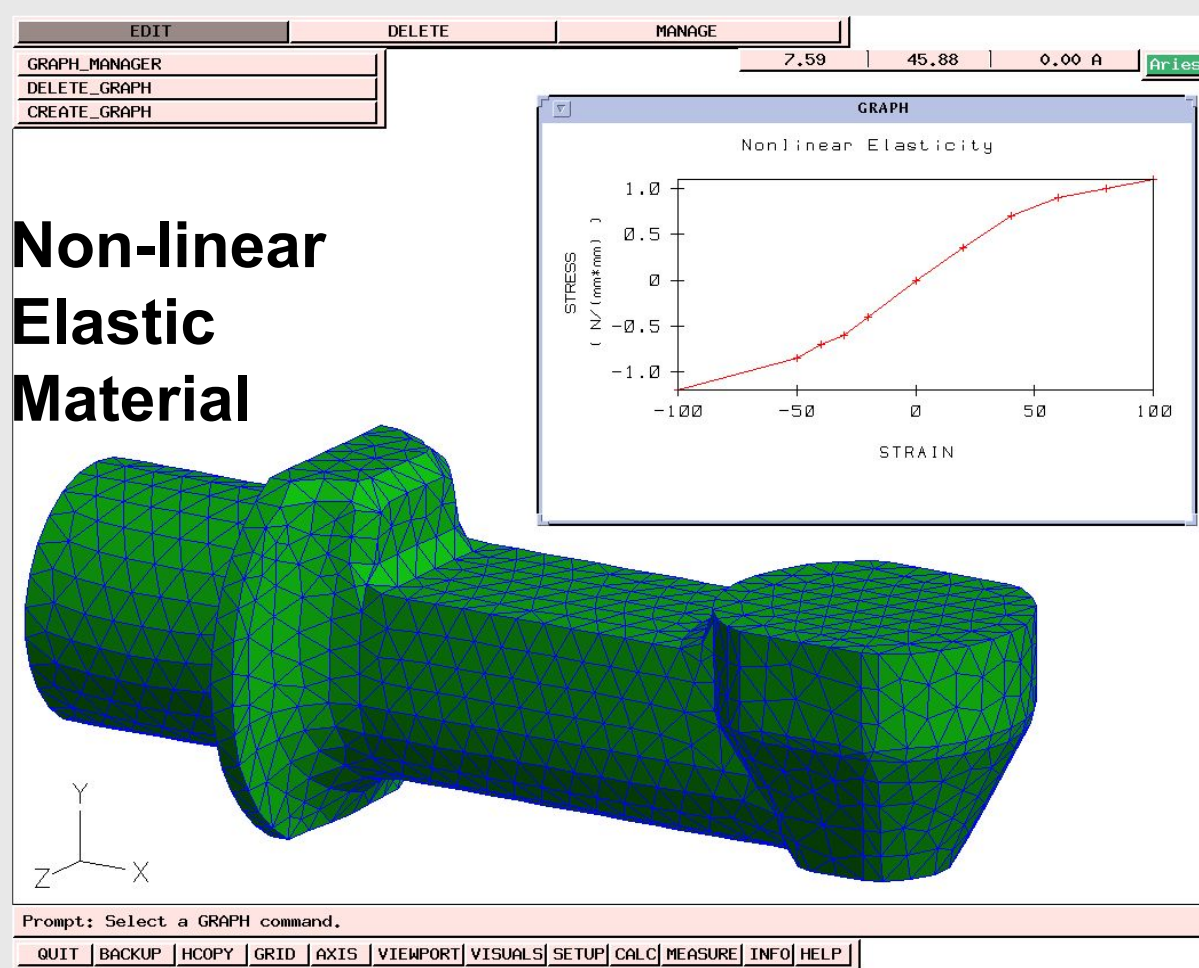 EDIT DELETE MANAGE
GRAPH_MANAGER
DELETE_GRAPH
CREATE_GRAPH
7.59 45.88 0.00 A
Aries
GRAPH
Nonlinear Elasticity
1.0
0.5
0
-0.5
-1.0
STRESS
( N/(mm*mm) )
-100 -50 0 50 100
STRAIN
Non-linear
Elastic
Material
Y
Z X
Prompt: Select a GRAPH command.
QUIT BACKUP HCOPY GRID AXIS VIEWPORT VISUALS SETUP CALC MEASURE INFO HELP